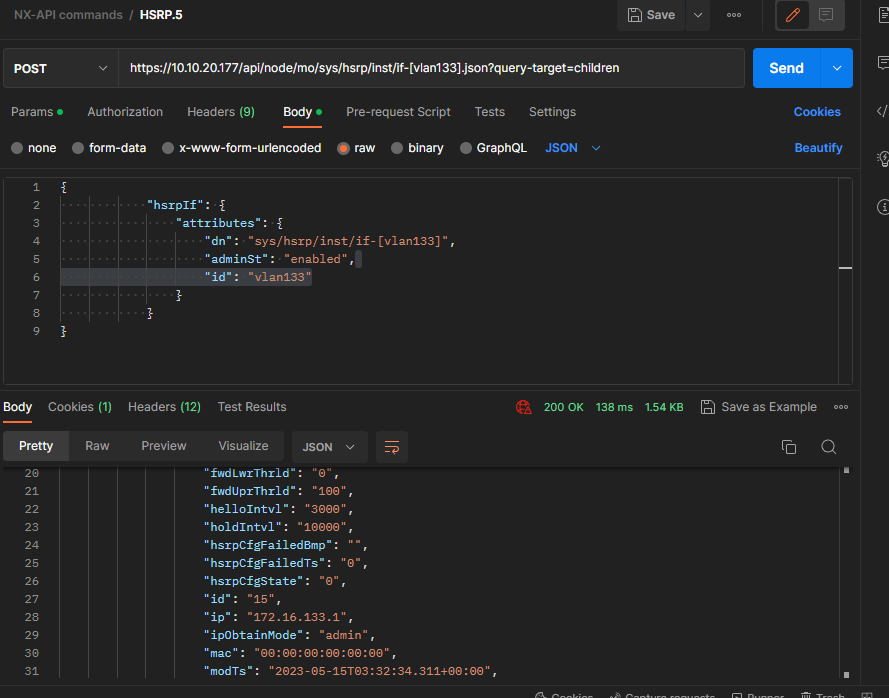 NX-API commands / HSRP.5
Save
POST
https://10.10.20.177/api/node/mo/sys/hsrp/inst/if-[vlan133].json?query-target=children
Send
Params
Authorization
Headers (9)
Body
Pre-request Script
Tests
Settings
Cookies
none
form-data
x-www-form-urlencoded
raw
binary
GraphQL
JSON
Beautify
1 {
2 "hsrpIf": {
3 "attributes": {
4 "dn": "sys/hsrp/inst/if-[vlan133]",
5 "adminSt": "enabled",
6 "id": "vlan133"
7 }
8 }
9 }
Body
Cookies (1)
Headers (12)
Test Results
200 OK
138 ms
1.54 KB
Save as Example
Pretty
Raw
Preview
Visualize
JSON
20 "fwdLwrThrld": "0",
21 "fwdUprThrld": "100",
22 "helloIntvl": "3000",
23 "holdIntvl": "10000",
24 "hsrpCfgFailedBmp": "",
25 "hsrpCfgFailedTs": "0",
26 "hsrpCfgState": "0",
27 "id": "15",
28 "ip": "172.16.133.1",
29 "ipObtainMode": "admin",
30 "mac": "00:00:00:00:00:00",
31 "modTs": "2023-05-15T03:32:34.311+00:00",
Cookies
Capture requests
Runner
Trash